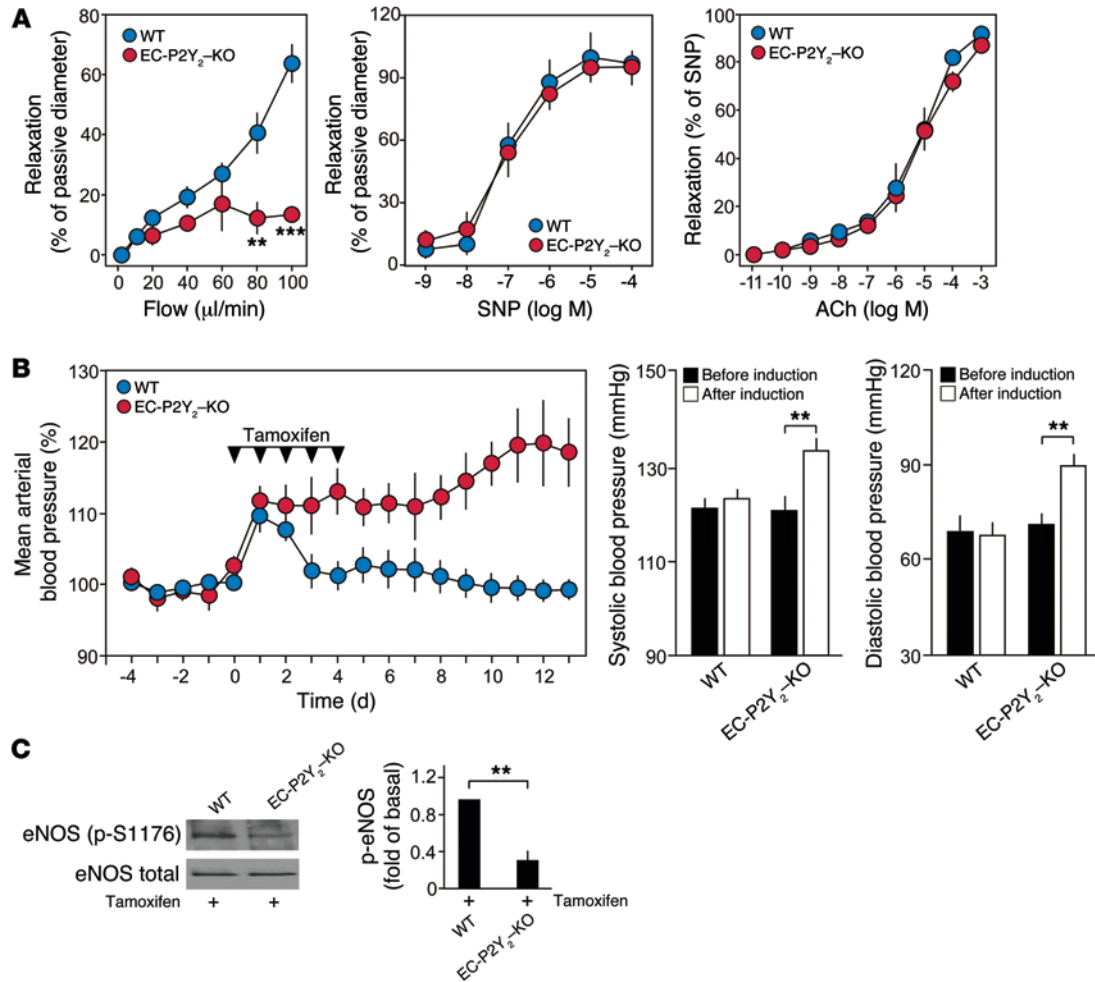 A
80
60
40
20
0
Relaxation
(% of passive diameter)
WT
EC-P2Y₂–KO
**
***
0 20 40 60 80 100
Flow (μl/min)
120
90
60
30
0
Relaxation
(% of passive diameter)
WT
EC-P2Y₂–KO
-9 -8 -7 -6 -5 -4
SNP (log M)
100
80
60
40
20
0
Relaxation (% of SNP)
WT
EC-P2Y₂–KO
-11 -10 -9 -8 -7 -6 -5 -4 -3
ACh (log M)
B
130
120
110
100
90
Mean arterial
blood pressure (%)
WT
EC-P2Y₂–KO
Tamoxifen
-4 -2 0 2 4 6 8 10 12
Time (d)
150
130
110
90
Systolic blood pressure (mmHg)
Before induction
After induction
**
WT
EC-P2Y₂–KO
120
90
60
30
Diastolic blood pressure (mmHg)
Before induction
After induction
**
WT
EC-P2Y₂–KO
C
WT
EC-P2Y₂–KO
eNOS (p-S1176)
eNOS total
Tamoxifen + +
1.2
0.8
0.4
0
p-eNOS
(fold of basal)
**
+ + Tamoxifen
WT
EC-P2Y₂–KO